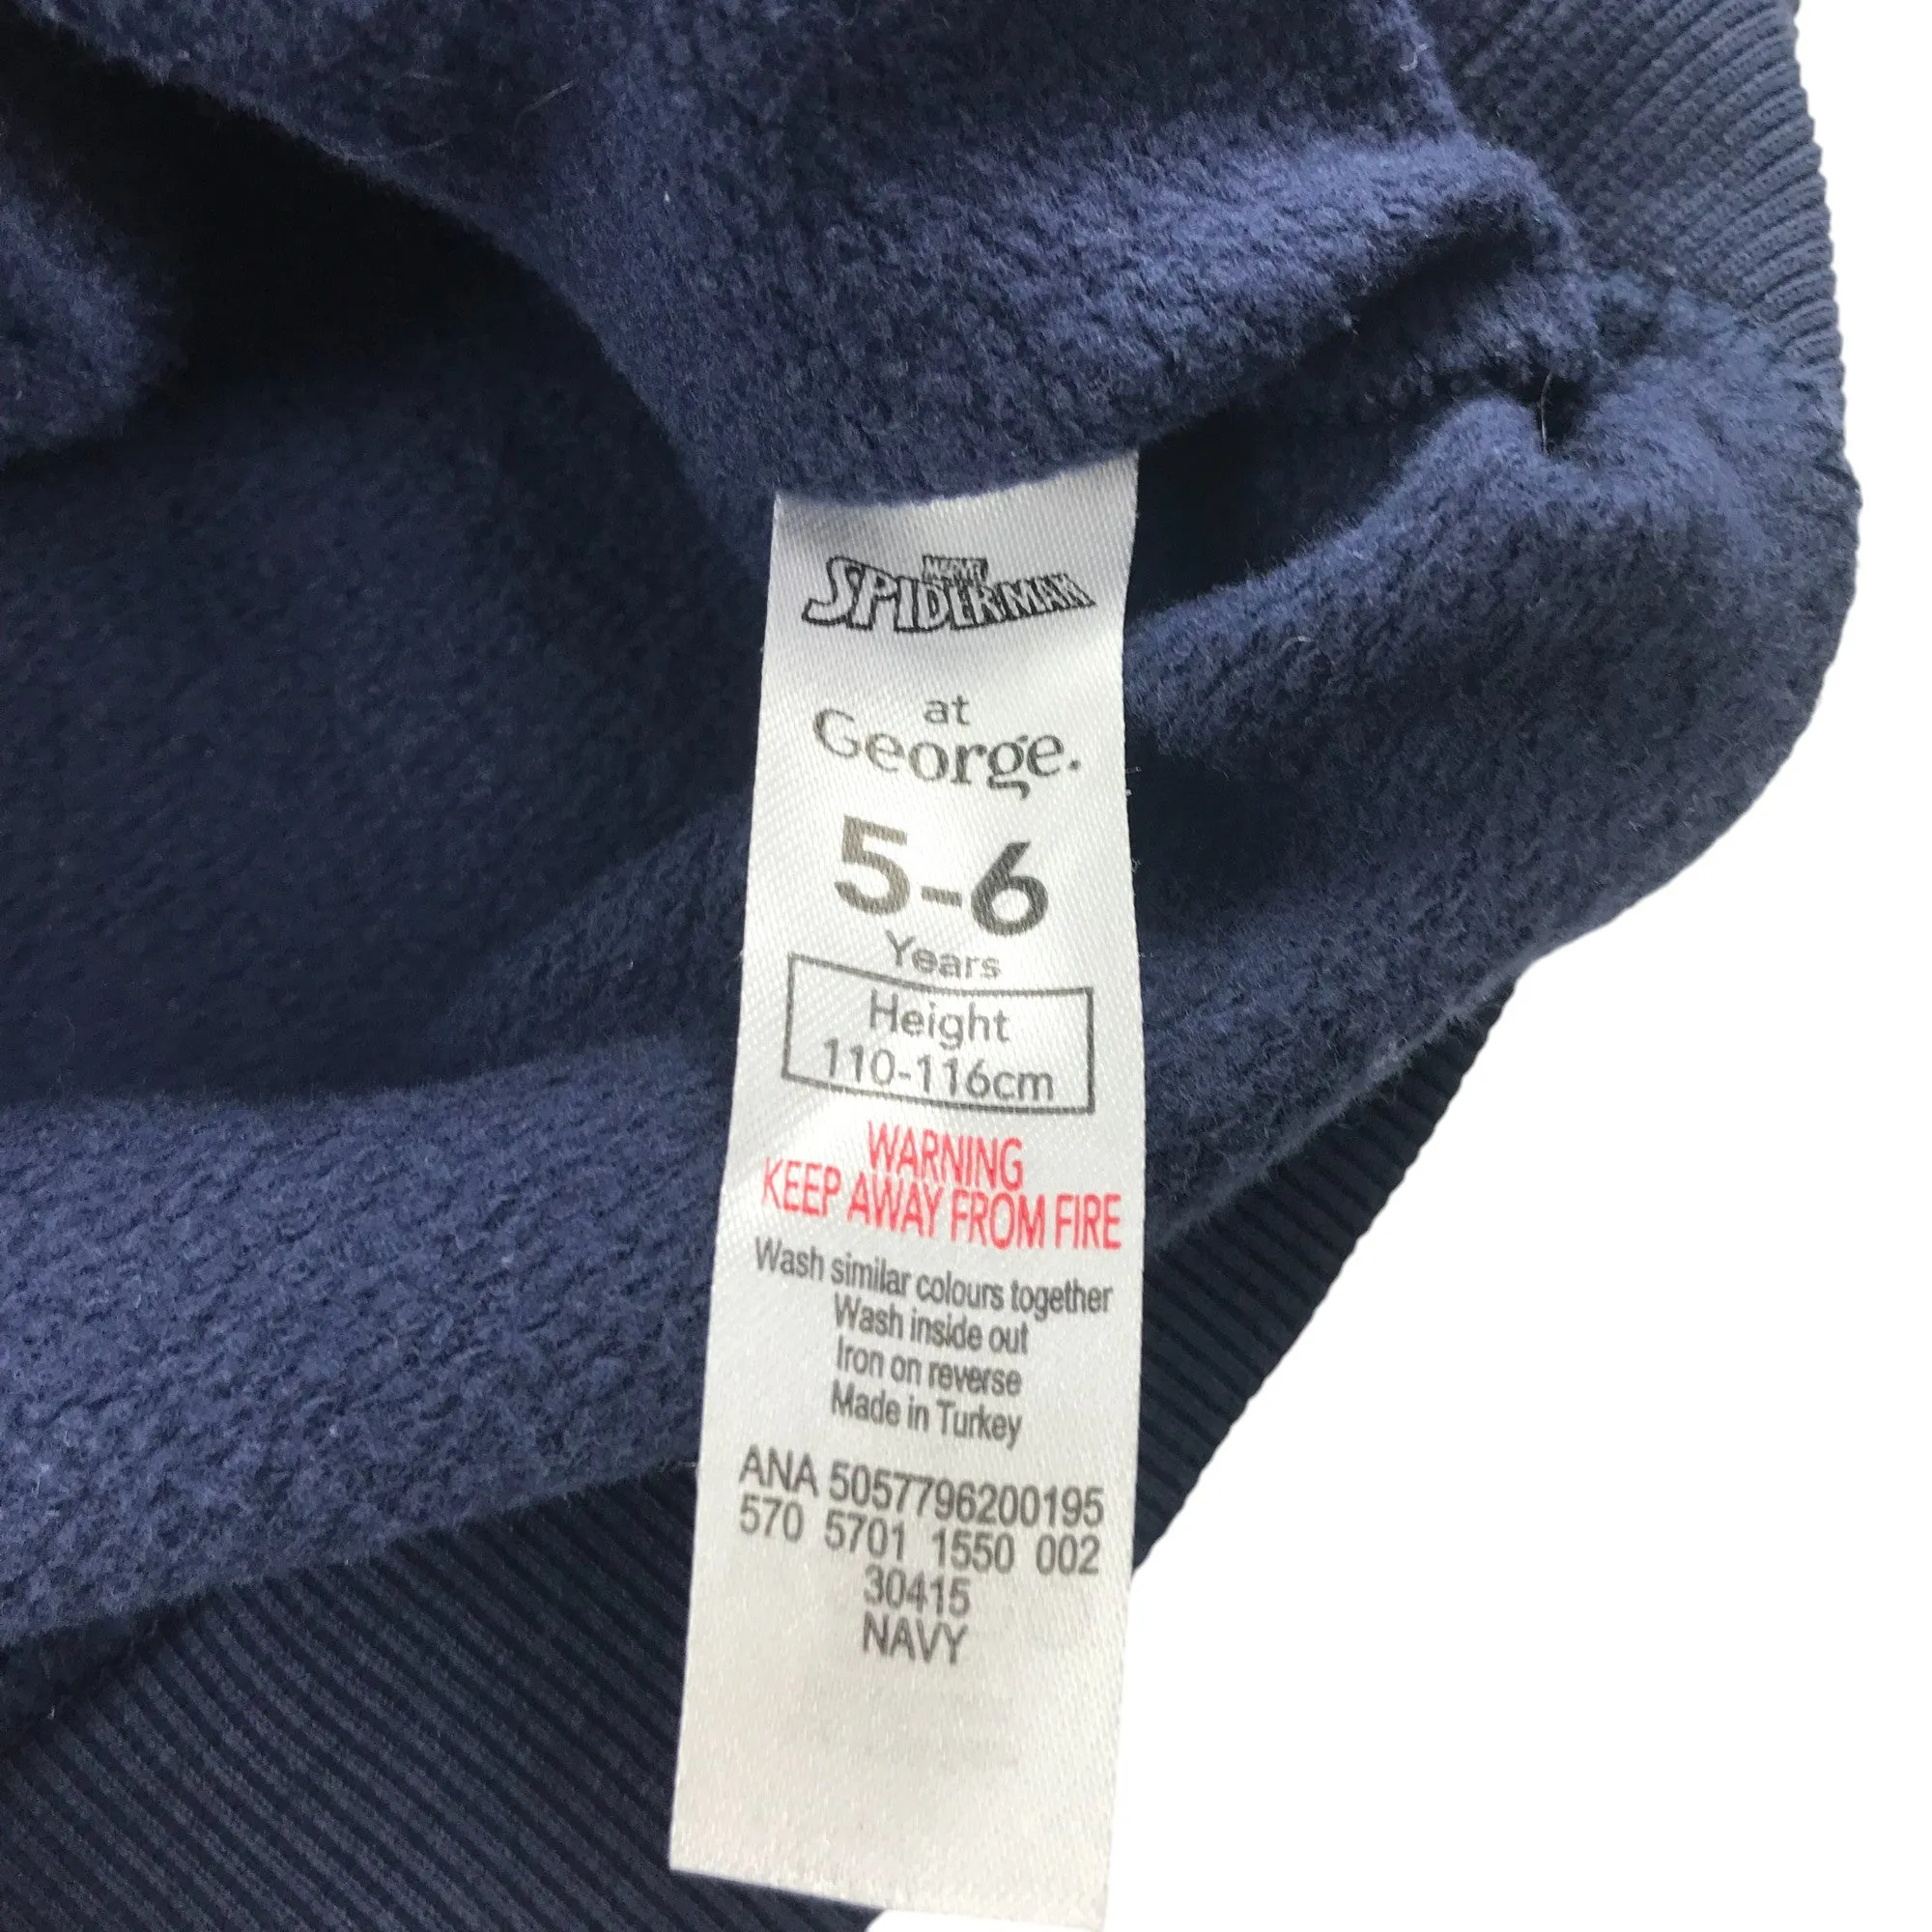 MARVEL
SPIDER-MAN
at
George.
5-6
Years
Height
110-116cm
WARNING
KEEP AWAY FROM FIRE
Wash similar colours together
Wash inside out
Iron on reverse
Made in Turkey
ANA 5057796200195
570 5701 1550 002
30415
NAVY